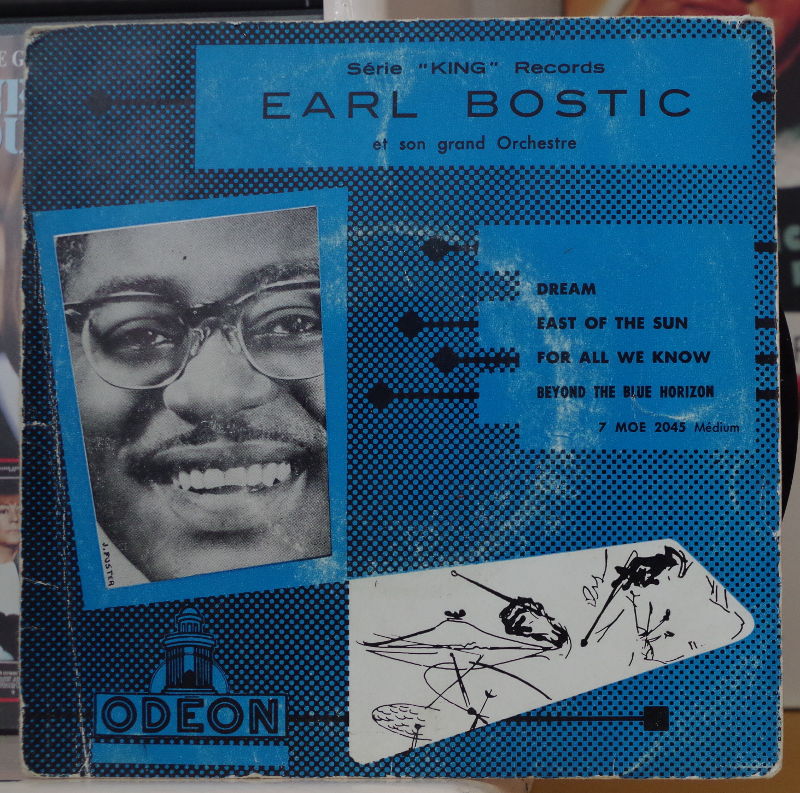 Série "KING" Records
EARL BOSTIC
et son grand Orchestre
DREAM
EAST OF THE SUN
FOR ALL WE KNOW
BEYOND THE BLUE HORIZON
7 MOE 2045 Médium
J. FUSTER
ODEON